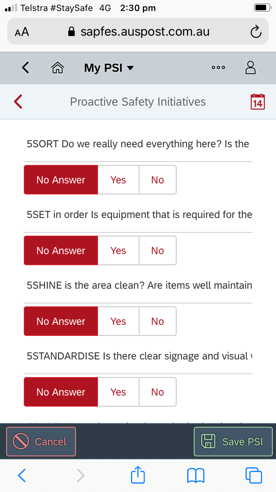 Telstra #StaySafe 4G 2:30 pm
AA sapfes.auspost.com.au
My PSI
Proactive Safety Initiatives 14
5SORT Do we really need everything here? Is the
No Answer Yes No
5SET in order Is equipment that is required for the
No Answer Yes No
5SHINE is the area clean? Are items well maintain
No Answer Yes No
5STANDARDISE Is there clear signage and visual
No Answer Yes No
Cancel Save PSI